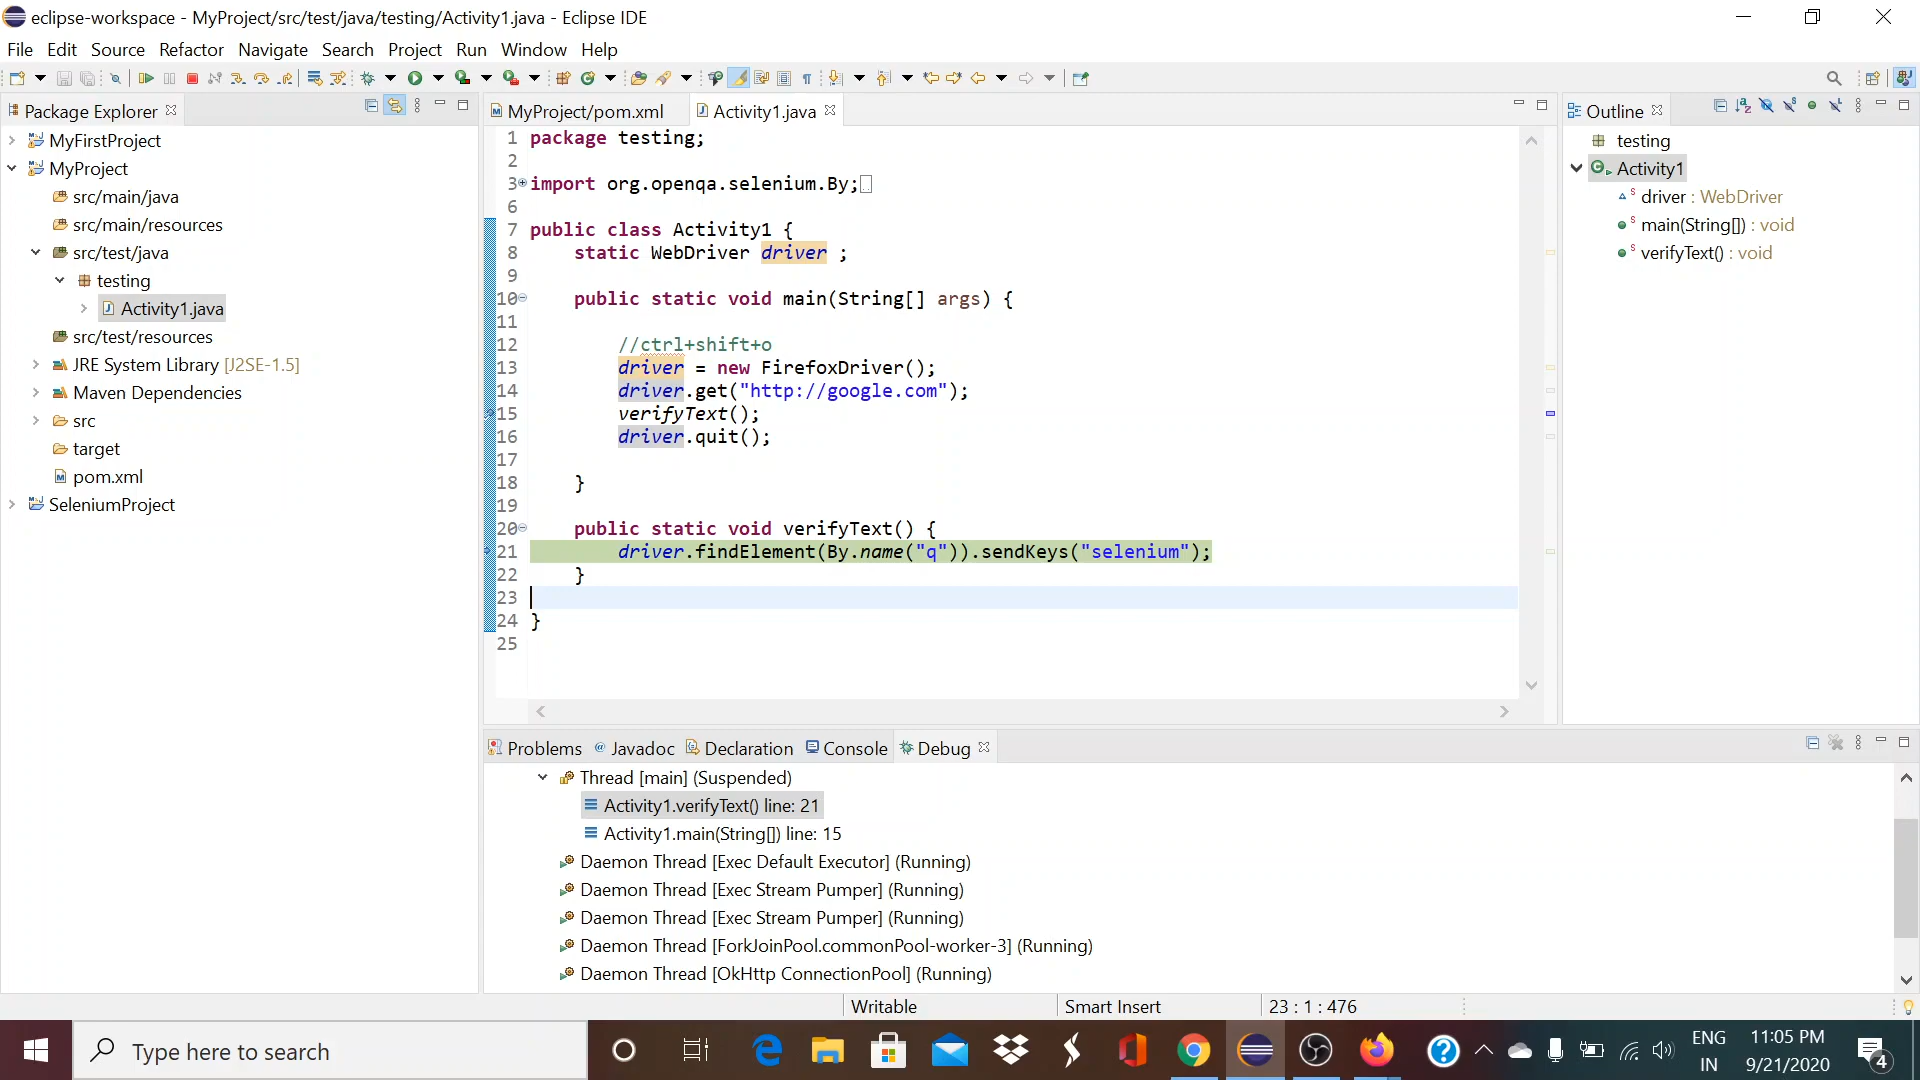 eclipse-workspace - MyProject/src/test/java/testing/Activity1.java - Eclipse IDE
File Edit Source Refactor Navigate Search Project Run Window Help
Package Explorer
MyFirstProject
MyProject
src/main/java
src/main/resources
src/test/java
testing
Activity1.java
src/test/resources
JRE System Library [J2SE-1.5]
Maven Dependencies
src
target
pom.xml
SeleniumProject
MyProject/pom.xml Activity1.java
1 package testing;
2
3 import org.openqa.selenium.By;
6
7 public class Activity1 {
8 static WebDriver driver ;
9
10 public static void main(String[] args) {
11
12 //ctrl+shift+o
13 driver = new FirefoxDriver();
14 driver.get("http://google.com");
15 verifyText();
16 driver.quit();
17
18 }
19
20 public static void verifyText() {
21 driver.findElement(By.name("q")).sendKeys("selenium");
22 }
23
24 }
25
Outline
testing
Activity1
driver : WebDriver
main(String[]) : void
verifyText() : void
Problems Javadoc Declaration Console Debug
Thread [main] (Suspended)
Activity1.verifyText() line: 21
Activity1.main(String[]) line: 15
Daemon Thread [Exec Default Executor] (Running)
Daemon Thread [Exec Stream Pumper] (Running)
Daemon Thread [Exec Stream Pumper] (Running)
Daemon Thread [ForkJoinPool.commonPool-worker-3] (Running)
Daemon Thread [OkHttp ConnectionPool] (Running)
Writable Smart Insert 23 : 1 : 476
Type here to search
ENG
IN
11:05 PM
9/21/2020
4